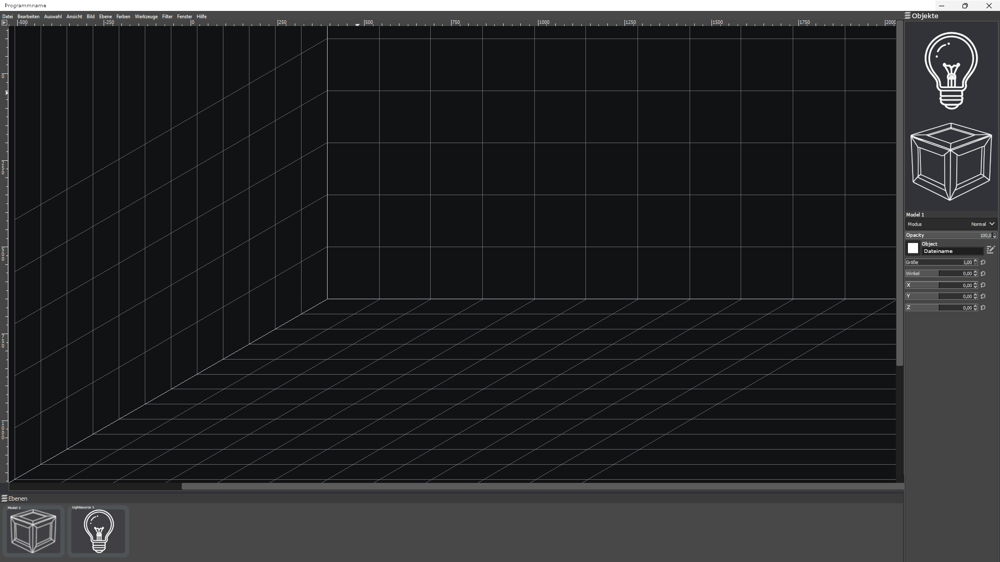 Programmname
Datei Bearbeiten Auswahl Ansicht Bild Ebene Farben Werkzeuge Filter Fenster Hilfe
-500 -250 0 250 500 750 1000 1250 1500 1750 2000
0
250
500
750
1000
Objekte
Model 1
Modus Normal
Opacity 100,0
Object
Dateiname
Größe 1,00
Winkel 0,00
X 0,00
Y 0,00
Z 0,00
Ebenen
Model 1 Lightsource 1